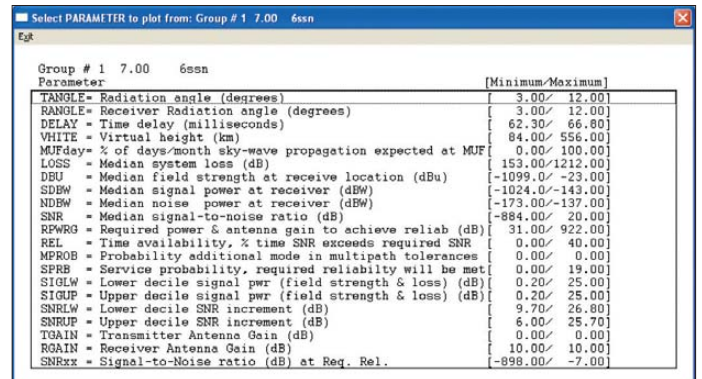 Select PARAMETER to plot from: Group # 1 7.00 6ssn
Exit
Group # 1 7.00 6ssn
Parameter [Minimum/Maximum]
TANGLE= Radiation angle (degrees) [ 3.00/ 12.00]
RANGLE= Receiver Radiation angle (degrees) [ 3.00/ 12.00]
DELAY = Time delay (milliseconds) [ 62.30/ 66.80]
VHITE = Virtual height (km) [ 84.00/ 556.00]
MUFday= % of days/month sky-wave propagation expected at MUF[ 0.00/ 100.00]
LOSS = Median system loss (dB) [ 153.00/1212.00]
DBU = Median field strength at receive location (dBu) [-1099.0/ -23.00]
SDBW = Median signal power at receiver (dBW) [-1024.0/-143.00]
NDBW = Median noise power at receiver (dBW) [-173.00/-137.00]
SNR = Median signal-to-noise ratio (dB) [-884.00/ 20.00]
RPWRG = Required power & antenna gain to achieve reliab (dB)[ 31.00/ 922.00]
REL = Time availability, % time SNR exceeds required SNR [ 0.00/ 40.00]
MPROB = Probability additional mode in multipath tolerances [ 0.00/ 0.00]
SPRB = Service probability, required reliabilty will be met[ 0.00/ 19.00]
SIGLW = Lower decile signal pwr (field strength & loss) (dB)[ 0.20/ 25.00]
SIGUP = Upper decile signal pwr (field strength & loss) (dB)[ 0.20/ 25.00]
SNRLW = Lower decile SNR increment (dB) [ 9.70/ 26.80]
SNRUP = Upper decile SNR increment (dB) [ 6.00/ 25.70]
TGAIN = Transmitter Antenna Gain (dB) [ 0.00/ 0.00]
RGAIN = Receiver Antenna Gain (dB) [ 10.00/ 10.00]
SNRxx = Signal-to-Noise ratio (dB) at Req. Rel. [-898.00/ -7.00]